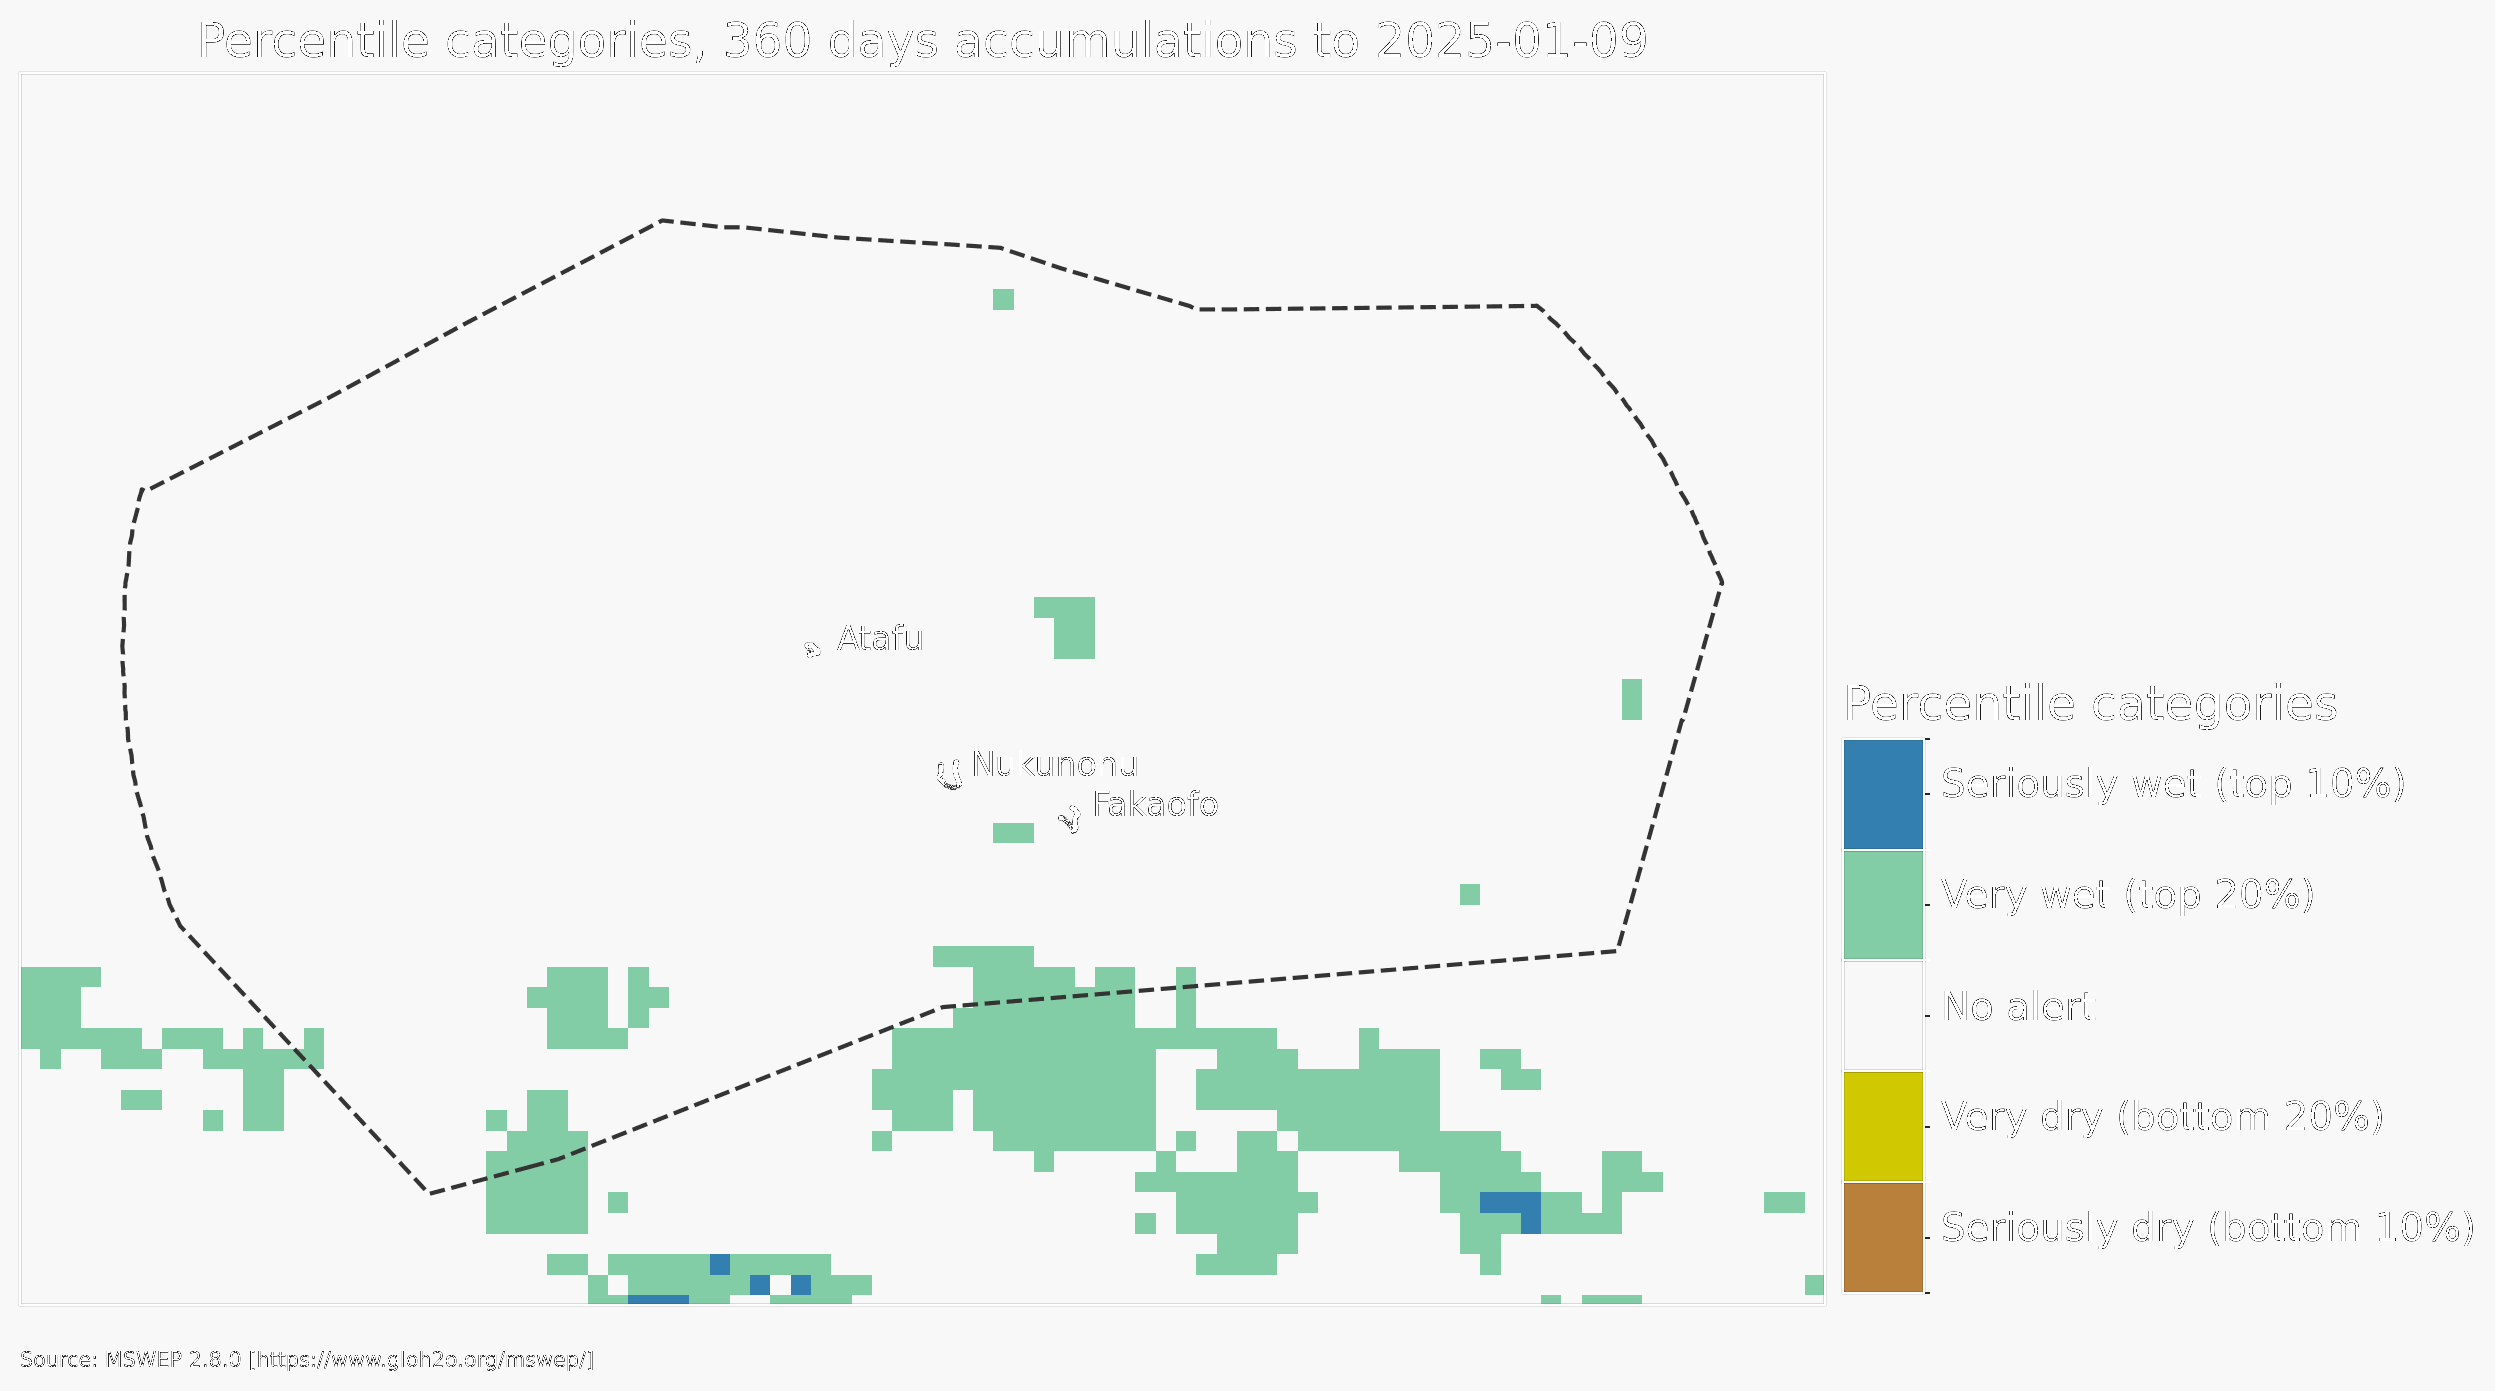 Percentile categories, 360 days accumulations to 2025-01-09
Atafu
Nukunonu
Fakaofo
Percentile categories
Seriously wet (top 10%)
Very wet (top 20%)
No alert
Very dry (bottom 20%)
Seriously dry (bottom 10%)
Source: MSWEP 2.8.0 [https://www.gloh2o.org/mswep/]